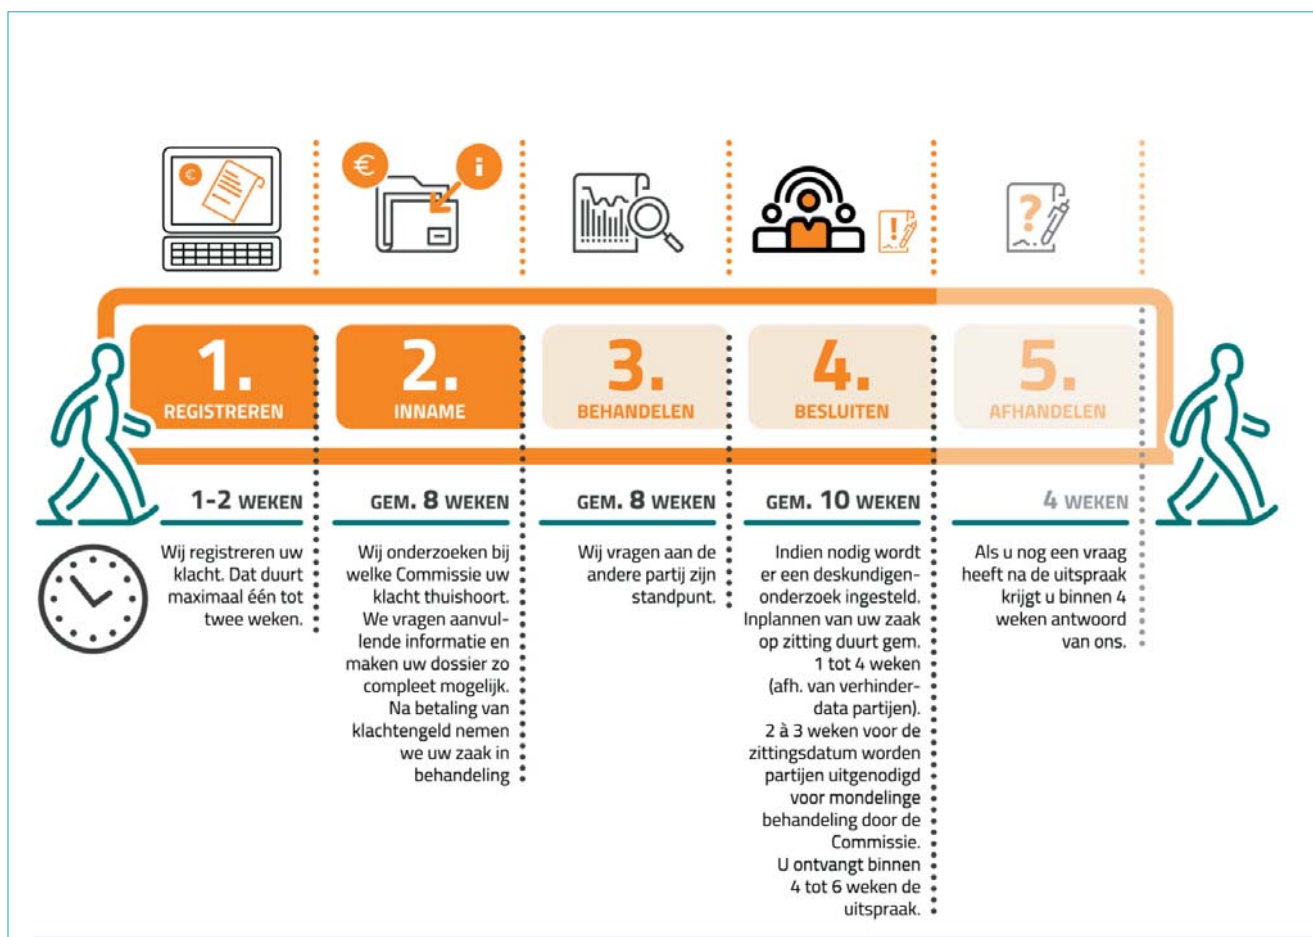 €
€
i
!
?
1.
REGISTREREN
2.
INNAME
3.
BEHANDELEN
4.
BESLUITEN
5.
AFHANDELEN
1-2 WEKEN
Wij registreren uw
klacht. Dat duurt
maximaal één tot
twee weken.
GEM. 8 WEKEN
Wij onderzoeken bij
welke Commissie uw
klacht thuishoort.
We vragen aanvul-
lende informatie en
maken uw dossier zo
compleet mogelijk.
Na betaling van
klachtengeld nemen
we uw zaak in
behandeling
GEM. 8 WEKEN
Wij vragen aan de
andere partij zijn
standpunt.
GEM. 10 WEKEN
Indien nodig wordt
er een deskundigen-
onderzoek ingesteld.
Inplannen van uw zaak
op zitting duurt gem.
1 tot 4 weken
(afh. van verhinder-
data partijen).
2 à 3 weken voor de
zittingsdatum worden
partijen uitgenodigd
voor mondelinge
behandeling door de
Commissie.
U ontvangt binnen
4 tot 6 weken de
uitspraak.
4 WEKEN
Als u nog een vraag
heeft na de uitspraak
krijgt u binnen 4
weken antwoord
van ons.